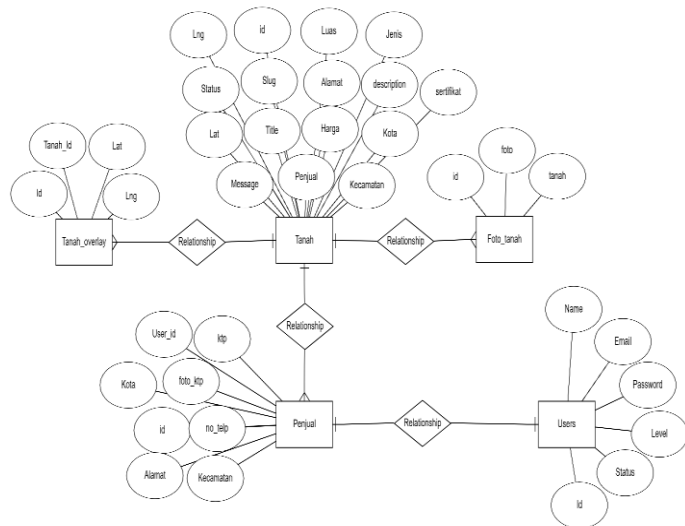 Lng
id
Luas
Jenis
Status
Slug
Alamat
description
sertifikat
Lat
Title
Harga
Kota
Message
Penjual
Kecamatan
Tanah_Id
Lat
Id
Lng
foto
id
tanah
Tanah_overlay
Relationship
Tanah
Relationship
Foto_tanah
Relationship
User_id
ktp
Kota
foto_ktp
id
no_telp
Alamat
Kecamatan
Penjual
Relationship
Users
Name
Email
Password
Level
Status
Id